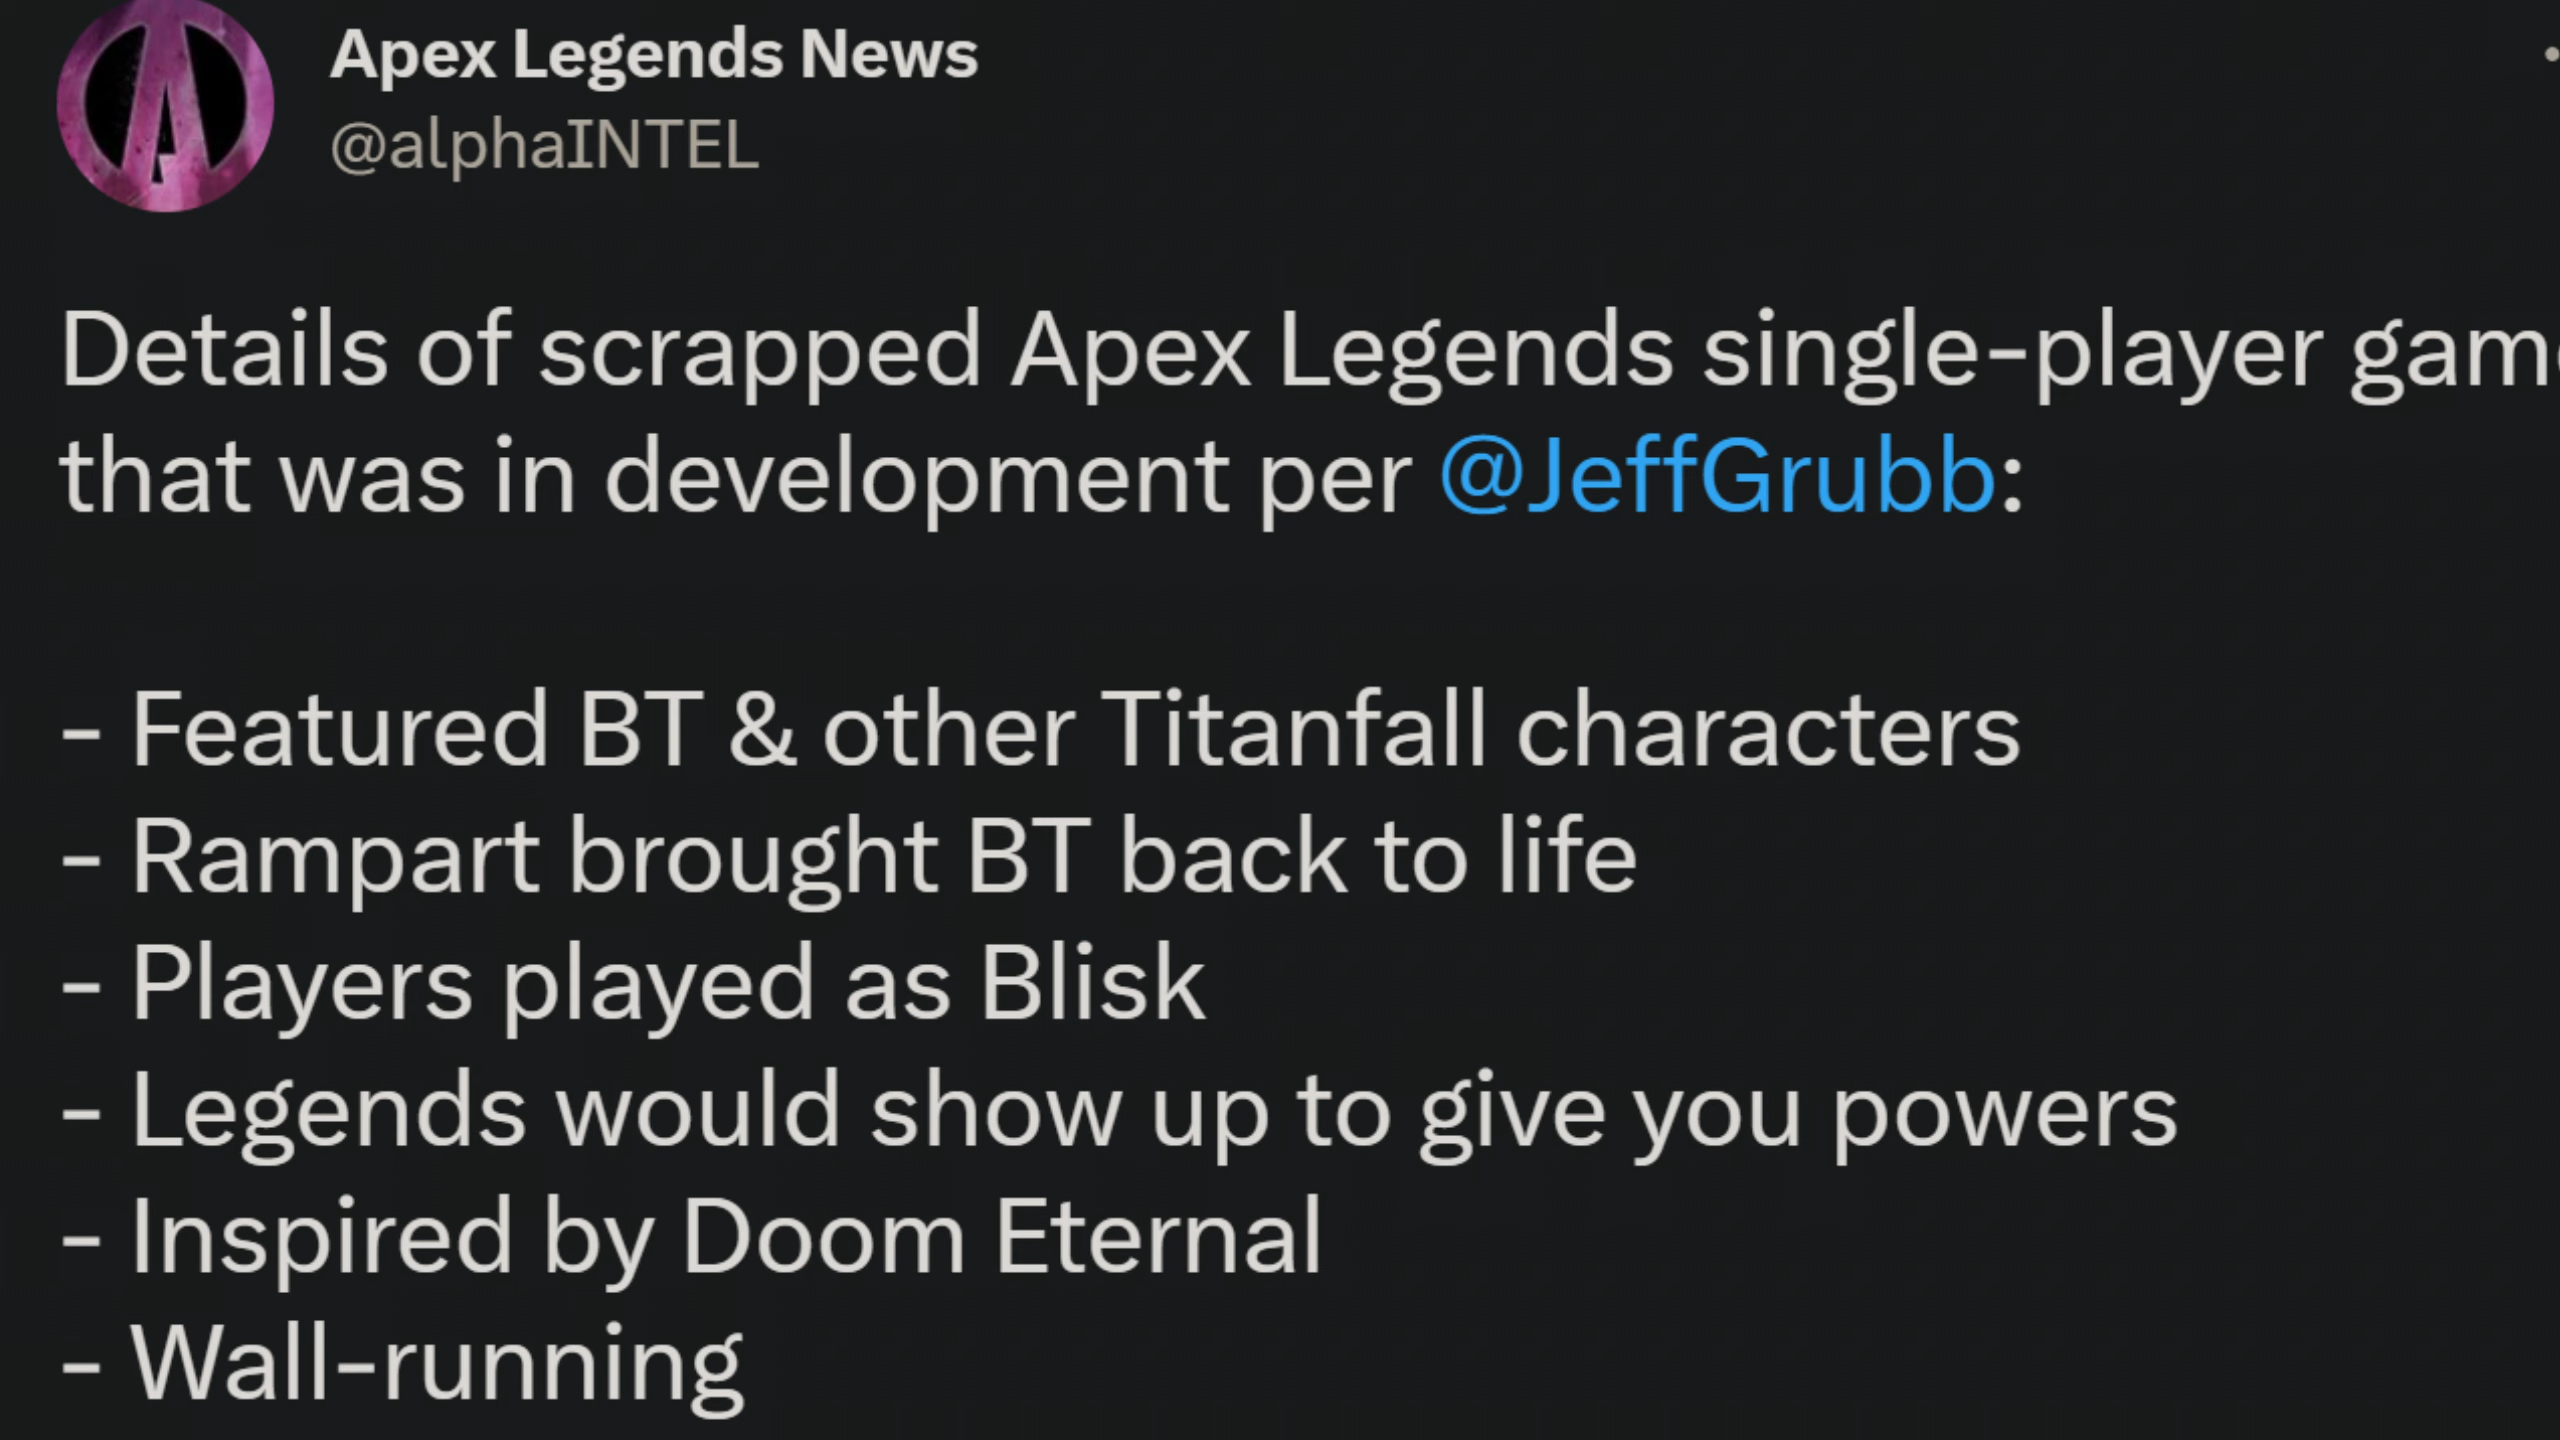 Apex Legends News
@alphaINTEL
Details of scrapped Apex Legends single-player gam
that was in development per @JeffGrubb:
- Featured BT & other Titanfall characters
- Rampart brought BT back to life
- Players played as Blisk
- Legends would show up to give you powers
- Inspired by Doom Eternal
- Wall-running